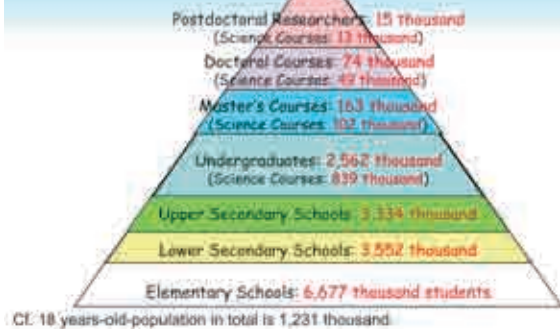 Postdoctoral Researchers: 15 thousand
(Science Courses: 13 thousand)
Doctoral Courses: 74 thousand
(Science Courses: 49 thousand)
Master's Courses: 163 thousand
(Science Courses: 102 thousand)
Undergraduates: 2,562 thousand
(Science Courses: 839 thousand)
Upper Secondary Schools: 3,334 thousand
Lower Secondary Schools: 3,552 thousand
Elementary Schools: 6,677 thousand students
Cf. 18 years-old-population in total is 1,231 thousand